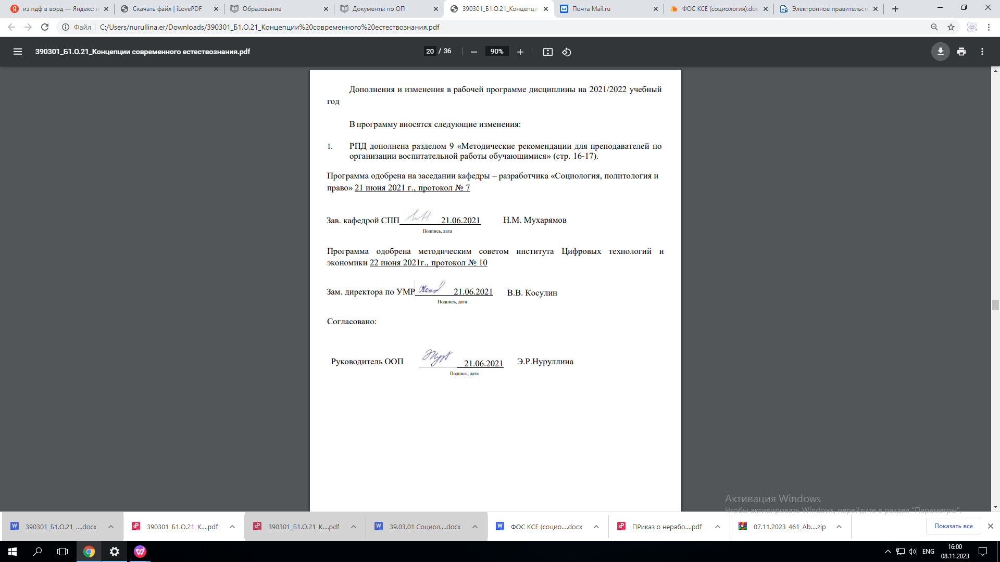 из пдф в ворд — Яндекс: н
Скачать файл | iLovePDF
Образование
Документы по ОП
390301_Б1.О.21_Концепци
Почта Mail.ru
ФОС КСЕ (социология).doc
Электронное правительст
Файл
C:/Users/nurullina.er/Downloads/390301_Б1.О.21_Концепции%20современного%20естествознания.pdf
390301_Б1.О.21_Концепции современного естествознания.pdf
20 / 36
90%
Дополнения и изменения в рабочей программе дисциплины на 2021/2022 учебный
год
В программу вносятся следующие изменения:
1. РПД дополнена разделом 9 «Методические рекомендации для преподавателей по
организации воспитательной работы обучающимися» (стр. 16-17).
Программа одобрена на заседании кафедры – разработчика «Социология, политология и
право» 21 июня 2021 г., протокол № 7
Зав. кафедрой СПП 21.06.2021 Н.М. Мухарямов
Подпись, дата
Программа одобрена методическим советом института Цифровых технологий и
экономики 22 июня 2021г., протокол № 10
Зам. директора по УМР 21.06.2021 В.В. Косулин
Подпись, дата
Согласовано:
Руководитель ООП 21.06.2021 Э.Р.Нуруллина
Подпись, дата
Активация Windows
Чтобы активировать Windows, перейдите в раздел "Параметры".
390301_Б1.О.21_....docx
390301_Б1.О.21_К....pdf
390301_Б1.О.21_К....pdf
39.03.01 Социол....docx
ФОС КСЕ (социо....docx
ПРиказ о нерабо....pdf
07.11.2023_461_Ab....zip
Показать все
ENG
16:00
08.11.2023